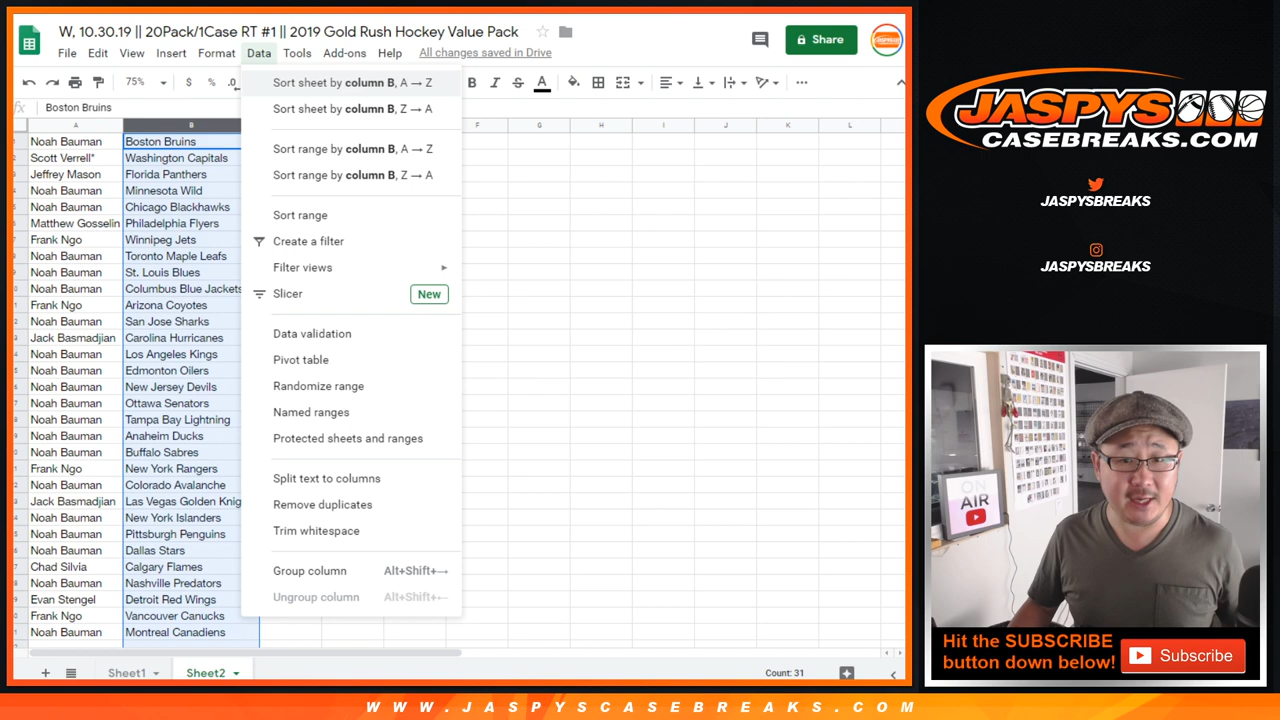 W, 10.30.19 || 20Pack/1Case RT #1 || 2019 Gold Rush Hockey Value Pack
Share
File Edit View Insert Format Data Tools Add-ons Help All changes saved in Drive
75% $ % .0 B I S A
fx Boston Bruins
A B F G H I J K L
Noah Bauman Boston Bruins
Scott Verrell* Washington Capitals
Jeffrey Mason Florida Panthers
Noah Bauman Minnesota Wild
Noah Bauman Chicago Blackhawks
Matthew Gosselin Philadelphia Flyers
Frank Ngo Winnipeg Jets
Noah Bauman Toronto Maple Leafs
Noah Bauman St. Louis Blues
Noah Bauman Columbus Blue Jackets
Frank Ngo Arizona Coyotes
Noah Bauman San Jose Sharks
Jack Basmadjian Carolina Hurricanes
Noah Bauman Los Angeles Kings
Noah Bauman Edmonton Oilers
Noah Bauman New Jersey Devils
Noah Bauman Ottawa Senators
Noah Bauman Tampa Bay Lightning
Noah Bauman Anaheim Ducks
Noah Bauman Buffalo Sabres
Frank Ngo New York Rangers
Noah Bauman Colorado Avalanche
Jack Basmadjian Las Vegas Golden Knig
Noah Bauman New York Islanders
Noah Bauman Pittsburgh Penguins
Noah Bauman Dallas Stars
Chad Silvia Calgary Flames
Noah Bauman Nashville Predators
Evan Stengel Detroit Red Wings
Frank Ngo Vancouver Canucks
Noah Bauman Montreal Canadiens
Sort sheet by column B, A → Z
Sort sheet by column B, Z → A
Sort range by column B, A → Z
Sort range by column B, Z → A
Sort range
Create a filter
Filter views
Slicer New
Data validation
Pivot table
Randomize range
Named ranges
Protected sheets and ranges
Split text to columns
Remove duplicates
Trim whitespace
Group column Alt+Shift+→
Ungroup column Alt+Shift+←
Sheet1 Sheet2 Count: 31
JASPYS
CASEBREAKS.COM
JASPYSBREAKS
JASPYSBREAKS
ON
AIR
Hit the SUBSCRIBE
button down below!
Subscribe
WWW.JASPYSCASEBREAKS.COM